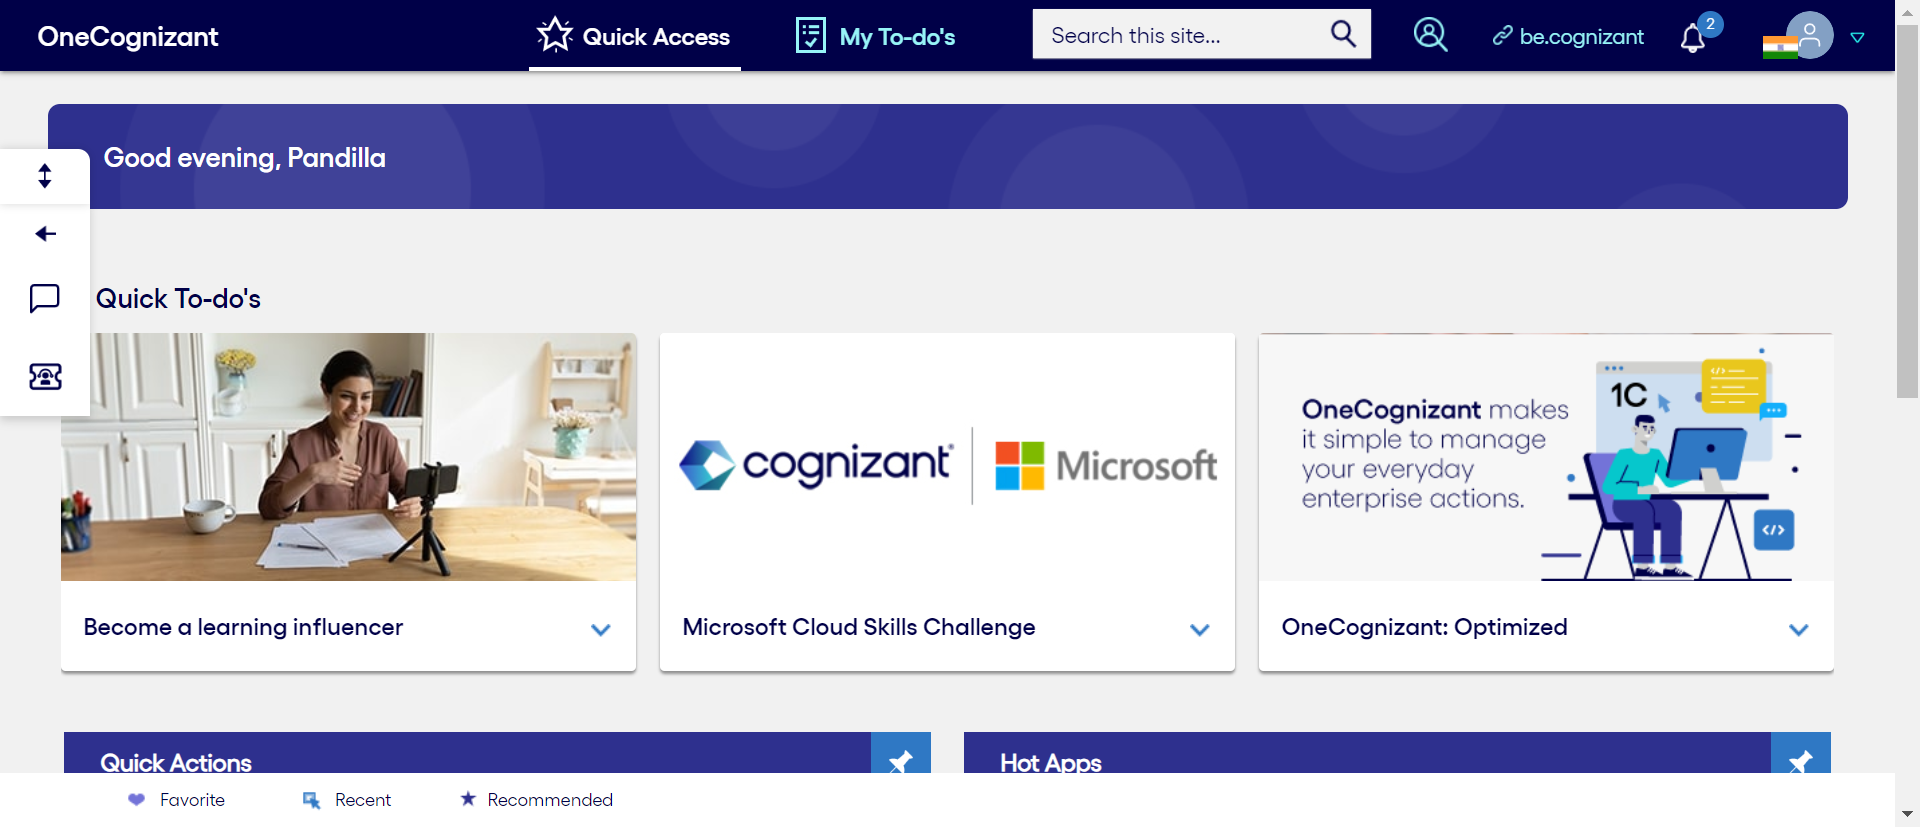 OneCognizant
Quick Access
My To-do's
Search this site...
be.cognizant
2
Good evening, Pandilla
Quick To-do's
cognizant
Microsoft
1C
OneCognizant makes
it simple to manage
your everyday
enterprise actions.
</>
</>
Become a learning influencer
Microsoft Cloud Skills Challenge
OneCognizant: Optimized
Quick Actions
Hot Apps
Favorite
Recent
Recommended